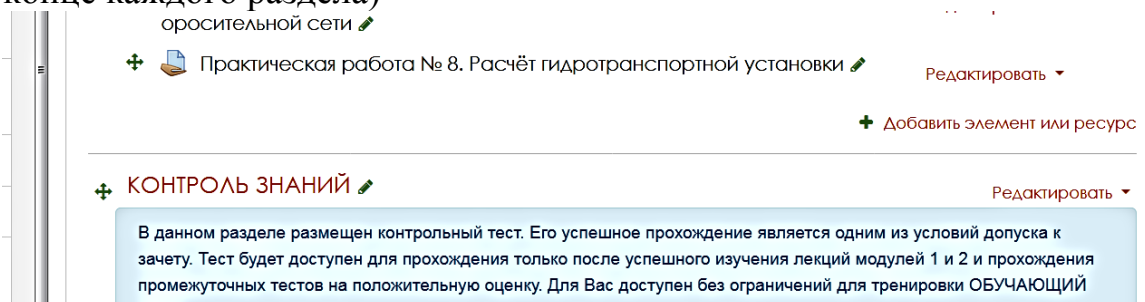 конце каждого раздела)
оросительной сети
Практическая работа № 8. Расчёт гидротранспортной установки
Редактировать
Добавить элемент или ресурс
КОНТРОЛЬ ЗНАНИЙ
Редактировать
В данном разделе размещен контрольный тест. Его успешное прохождение является одним из условий допуска к
зачету. Тест будет доступен для прохождения только после успешного изучения лекций модулей 1 и 2 и прохождения
промежуточных тестов на положительную оценку. Для Вас доступен без ограничений для тренировки ОБУЧАЮЩИЙ